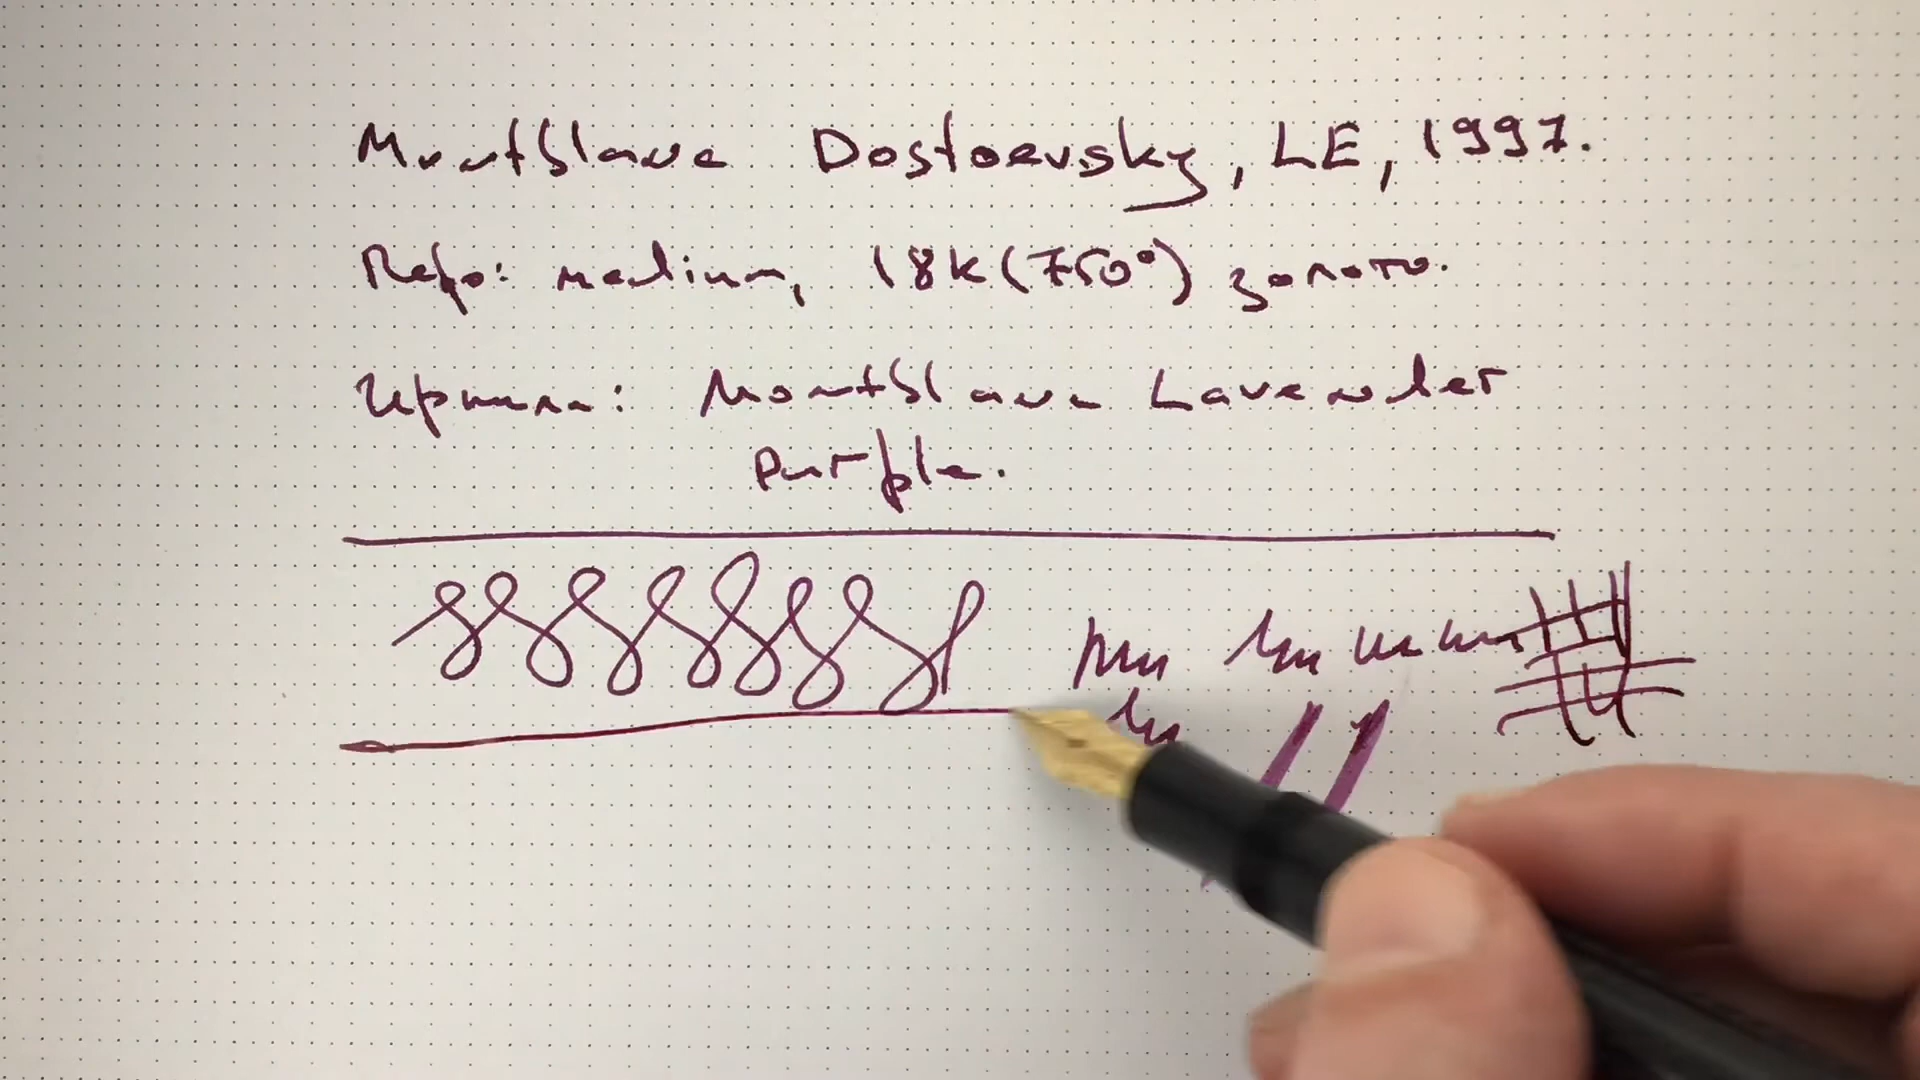 Montblanc Dostoevsky, LE, 1997.
Перо: medium, 18K (750°) золото.
Чернила: Montblanc Lavender
Purple.